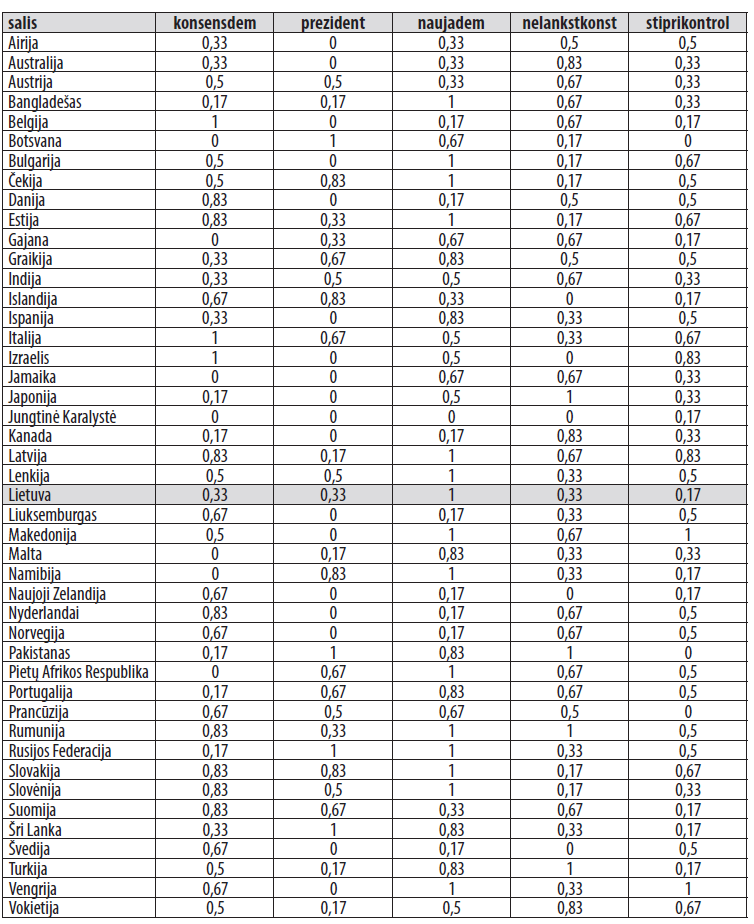 salis konsensdem prezident naujadem nelankstkonst stiprikontrol
Airija 0,33 0 0,33 0,5 0,5
Australija 0,33 0 0,33 0,83 0,33
Austrija 0,5 0,5 0,33 0,67 0,33
Bangladešas 0,17 0,17 1 0,67 0,33
Belgija 1 0 0,17 0,67 0,17
Botsvana 0 1 0,67 0,17 0
Bulgarija 0,5 0 1 0,17 0,67
Čekija 0,5 0,83 1 0,17 0,5
Danija 0,83 0 0,17 0,5 0,5
Estija 0,83 0,33 1 0,17 0,67
Gajana 0 0,33 0,67 0,67 0,17
Graikija 0,33 0,67 0,83 0,5 0,5
Indija 0,33 0,5 0,5 0,67 0,33
Islandija 0,67 0,83 0,33 0 0,17
Ispanija 0,33 0 0,83 0,33 0,5
Italija 1 0,67 0,5 0,33 0,67
Izraelis 1 0 0,5 0 0,83
Jamaika 0 0 0,67 0,67 0,33
Japonija 0,17 0 0,5 1 0,33
Jungtinė Karalystė 0 0 0 0 0,17
Kanada 0,17 0 0,17 0,83 0,33
Latvija 0,83 0,17 1 0,67 0,83
Lenkija 0,5 0,5 1 0,33 0,5
Lietuva 0,33 0,33 1 0,33 0,17
Liuksemburgas 0,67 0 0,17 0,33 0,5
Makedonija 0,5 0 1 0,67 1
Malta 0 0,17 0,83 0,33 0,33
Namibija 0 0,83 1 0,33 0,17
Naujoji Zelandija 0,67 0 0,17 0 0,17
Nyderlandai 0,83 0 0,17 0,67 0,5
Norvegija 0,67 0 0,17 0,67 0,5
Pakistanas 0,17 1 0,83 1 0
Pietų Afrikos Respublika 0 0,67 1 0,67 0,5
Portugalija 0,17 0,67 0,83 0,67 0,5
Prancūzija 0,67 0,5 0,67 0,5 0
Rumunija 0,83 0,33 1 1 0,5
Rusijos Federacija 0,17 1 1 0,33 0,5
Slovakija 0,83 0,83 1 0,17 0,67
Slovėnija 0,83 0,5 1 0,17 0,33
Suomija 0,83 0,67 0,33 0,67 0,17
Šri Lanka 0,33 1 0,83 0,33 0,17
Švedija 0,67 0 0,17 0 0,5
Turkija 0,5 0,17 0,83 1 0,17
Vengrija 0,67 0 1 0,33 1
Vokietija 0,5 0,17 0,5 0,83 0,67